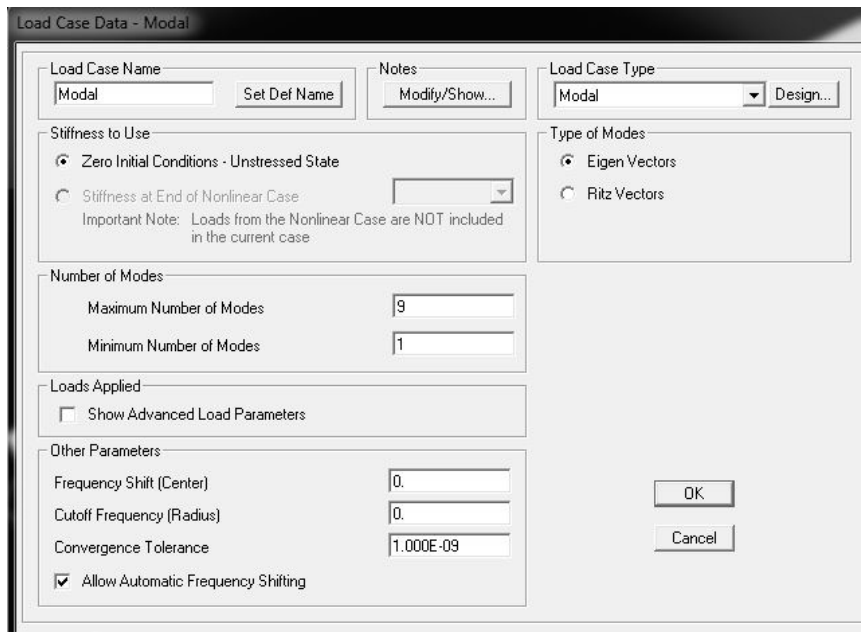 Load Case Data - Modal
Load Case Name
Notes
Load Case Type
Modal
Set Def Name
Modify/Show...
Modal
Design...
Stiffness to Use
Type of Modes
Zero Initial Conditions - Unstressed State
Eigen Vectors
Stiffness at End of Nonlinear Case
Ritz Vectors
Important Note: Loads from the Nonlinear Case are NOT included
in the current case
Number of Modes
Maximum Number of Modes
9
Minimum Number of Modes
1
Loads Applied
Show Advanced Load Parameters
Other Parameters
Frequency Shift (Center)
0.
Cutoff Frequency (Radius)
0.
Convergence Tolerance
1.000E-09
Allow Automatic Frequency Shifting
OK
Cancel